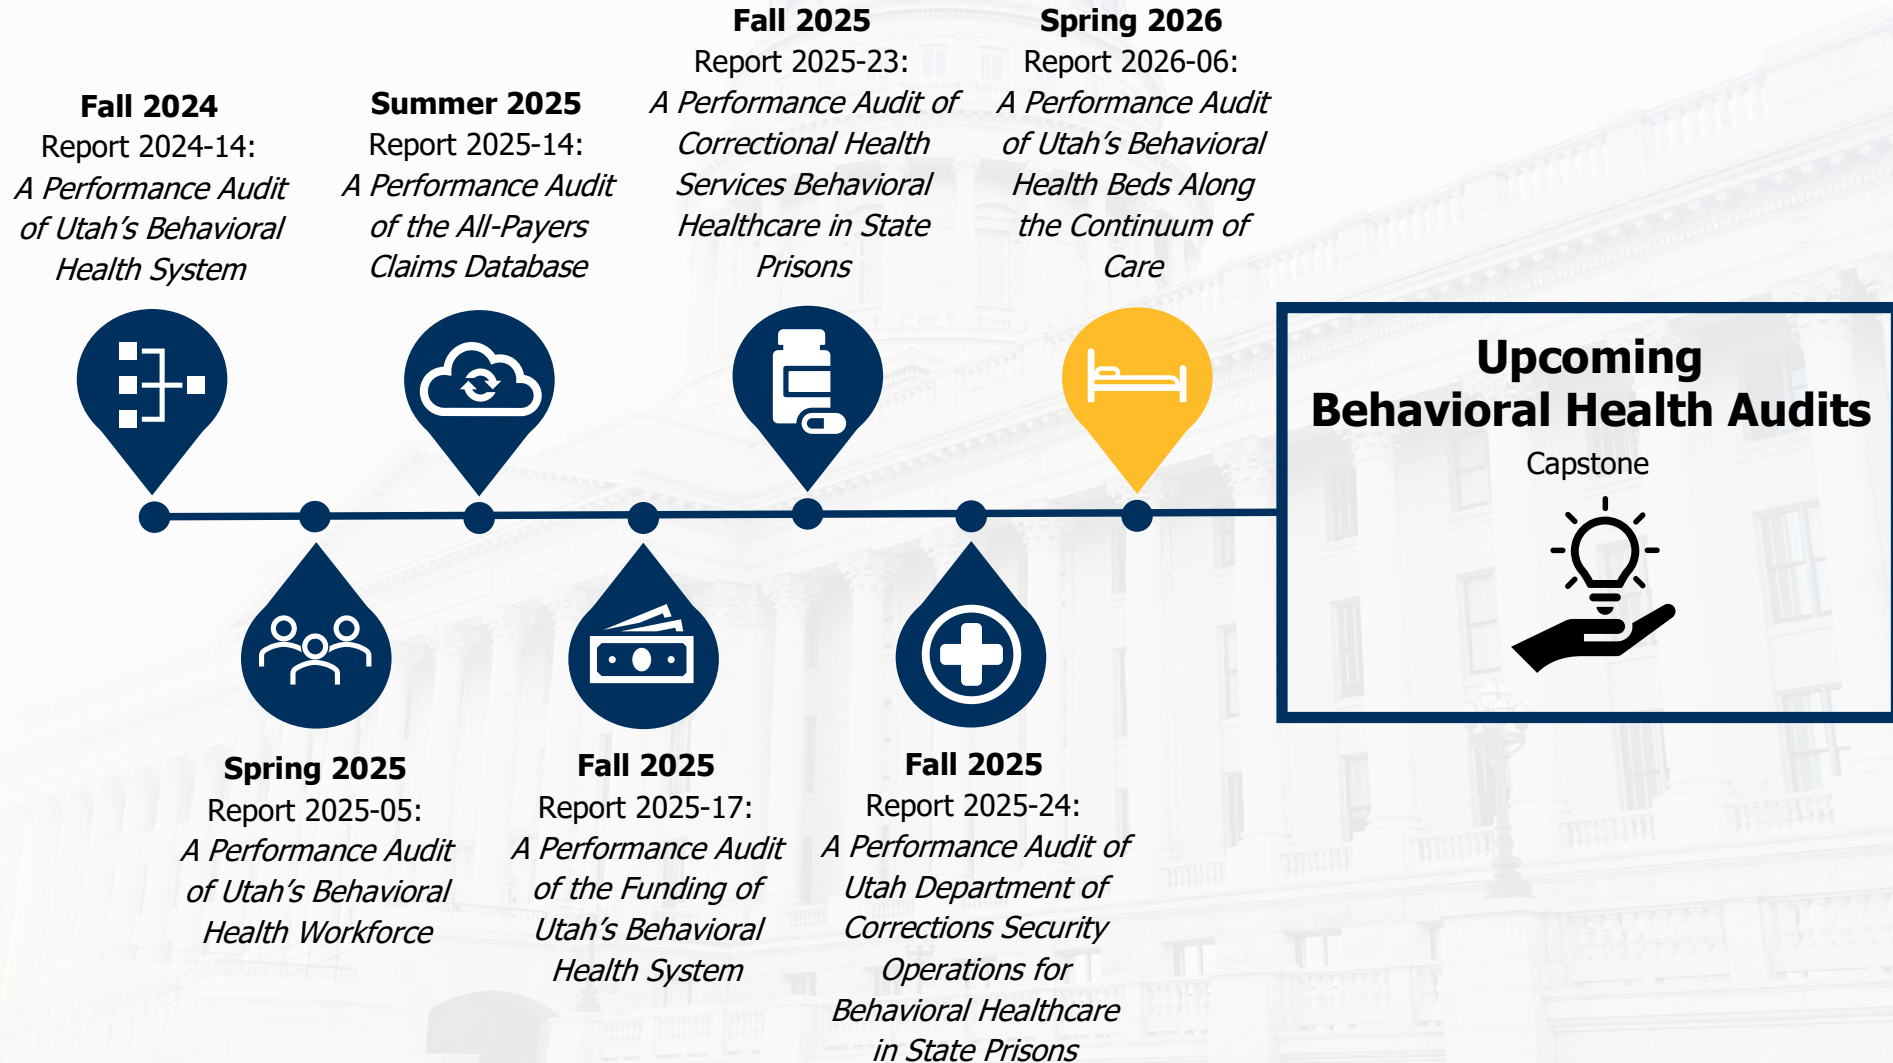 Fall 2024
Report 2024-14:
A Performance Audit
of Utah’s Behavioral
Health System
Spring 2025
Report 2025-05:
A Performance Audit
of Utah’s Behavioral
Health Workforce
Summer 2025
Report 2025-14:
A Performance Audit
of the All-Payers
Claims Database
Fall 2025
Report 2025-17:
A Performance Audit
of the Funding of
Utah’s Behavioral
Health System
Fall 2025
Report 2025-23:
A Performance Audit of
Correctional Health
Services Behavioral
Healthcare in State
Prisons
Fall 2025
Report 2025-24:
A Performance Audit of
Utah Department of
Corrections Security
Operations for
Behavioral Healthcare
in State Prisons
Spring 2026
Report 2026-06:
A Performance Audit
of Utah’s Behavioral
Health Beds Along
the Continuum of
Care
Upcoming
Behavioral Health Audits
Capstone